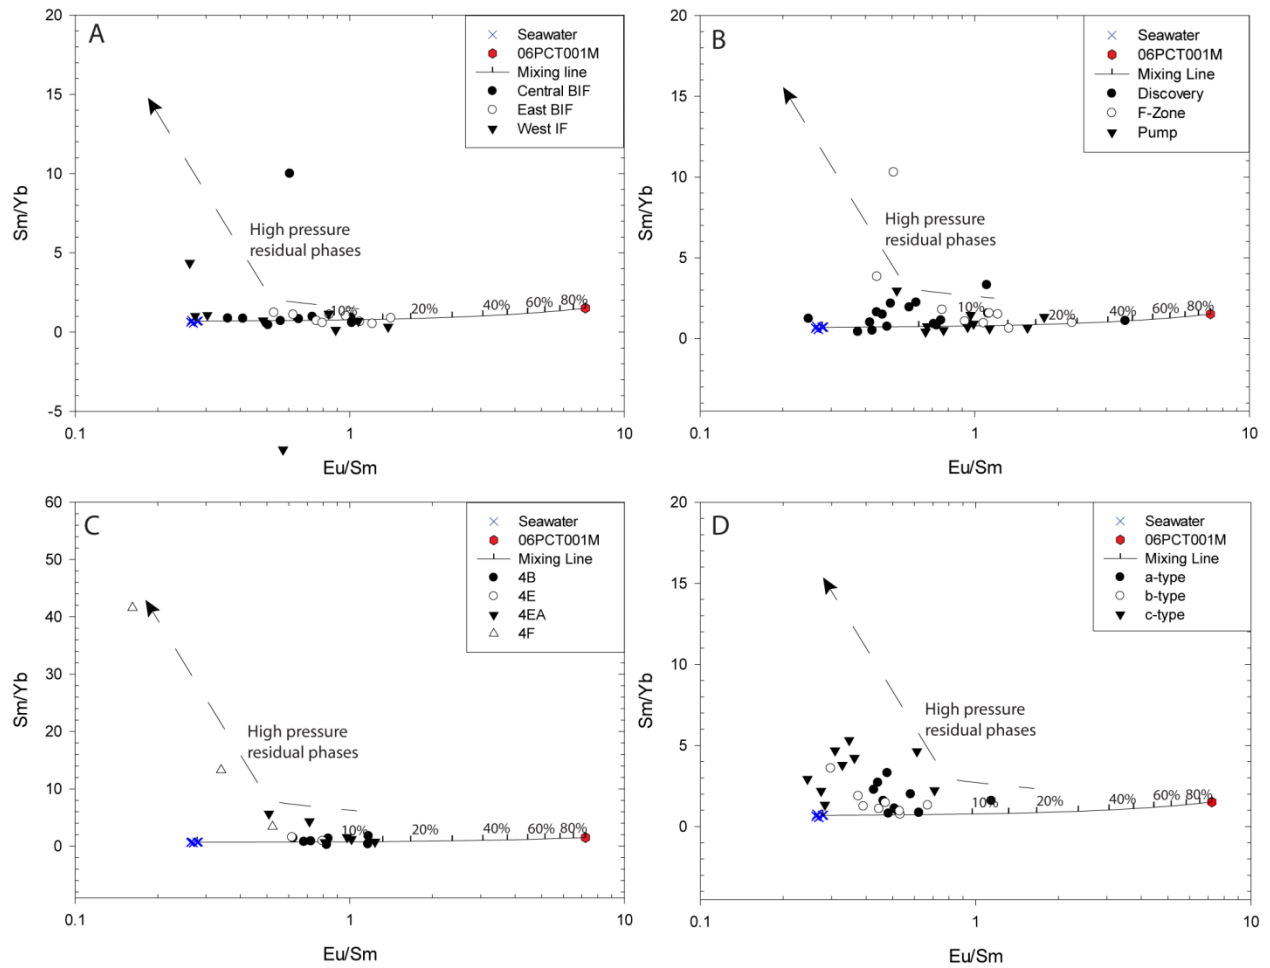 A
Seawater
06PCT001M
Mixing line
Central BIF
East BIF
West IF
High pressure
residual phases
10%
20%
40%
60%
80%
20
15
10
5
0
-5
0.1
1
10
Sm/Yb
Eu/Sm
B
Seawater
06PCT001M
Mixing Line
Discovery
F-Zone
Pump
High pressure
residual phases
10%
20%
40%
60%
80%
20
15
10
5
0
0.1
1
10
Sm/Yb
Eu/Sm
C
Seawater
06PCT001M
Mixing Line
4B
4E
4EA
4F
High pressure
residual phases
10%
20%
40%
60%
80%
60
50
40
30
20
10
0
0.1
1
10
Sm/Yb
Eu/Sm
D
Seawater
06PCT001M
Mixing Line
a-type
b-type
c-type
High pressure
residual phases
10%
20%
40%
60%
80%
20
15
10
5
0
0.1
1
10
Sm/Yb
Eu/Sm